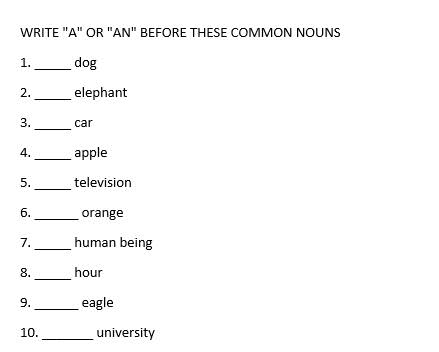 WRITE "A" OR "AN" BEFORE THESE COMMON NOUNS
1. _____ dog
2. _____ elephant
3. _____ car
4. _____ apple
5. _____ television
6. ______ orange
7. _____ human being
8. _____ hour
9. ______ eagle
10. _______ university